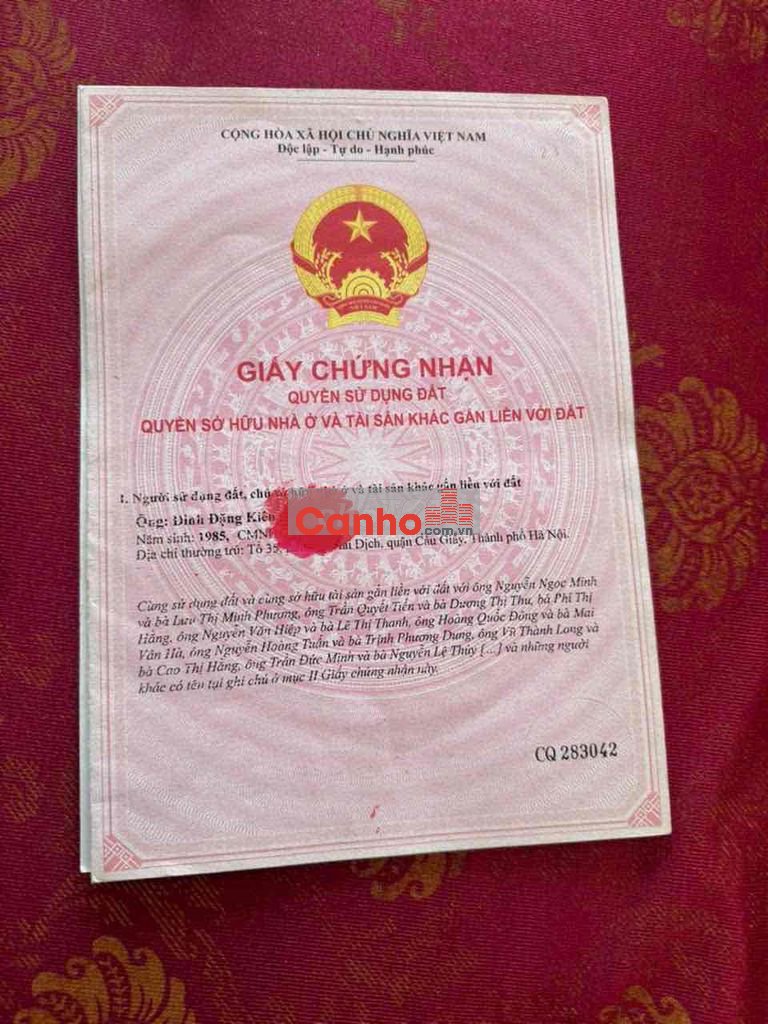 CỘNG HÒA XÃ HỘI CHỦ NGHĨA VIỆT NAM
Độc lập - Tự do - Hạnh phúc
VIỆT NAM
GIẤY CHỨNG NHẬN
QUYỀN SỬ DỤNG ĐẤT
QUYỀN SỞ HỮU NHÀ Ở VÀ TÀI SẢN KHÁC GẮN LIỀN VỚI ĐẤT
I. Người sử dụng đất, chủ ở và tài sản khác gắn liền với đất
Ông: Đinh Đặng Kiên
Canho.com.vn
Năm sinh: 1985, CMN
Địa chỉ thường trú: Tổ 35, Dịch, quận Cầu Giấy, Thành phố Hà Nội.
Cùng sử dụng đất và cùng sở hữu tài sản gắn liền với đất với ông Nguyễn Ngọc Minh
và bà Lưu Thị Minh Phương, ông Trần Quyết Tiến và bà Dương Thị Thu, bà Phí Thị
Hằng, ông Nguyễn Văn Hiệp và bà Lê Thị Thanh, ông Hoàng Quốc Đông và bà Mai
Vân Hà, ông Nguyễn Hoàng Tuấn và bà Trịnh Phương Dung, ông Vũ Thành Long và
bà Cao Thị Hằng, ông Trần Đức Minh và bà Nguyễn Lệ Thủy [...] và những người
khác có tên tại ghi chú ở mục II Giấy chứng nhận này.
CQ 283042